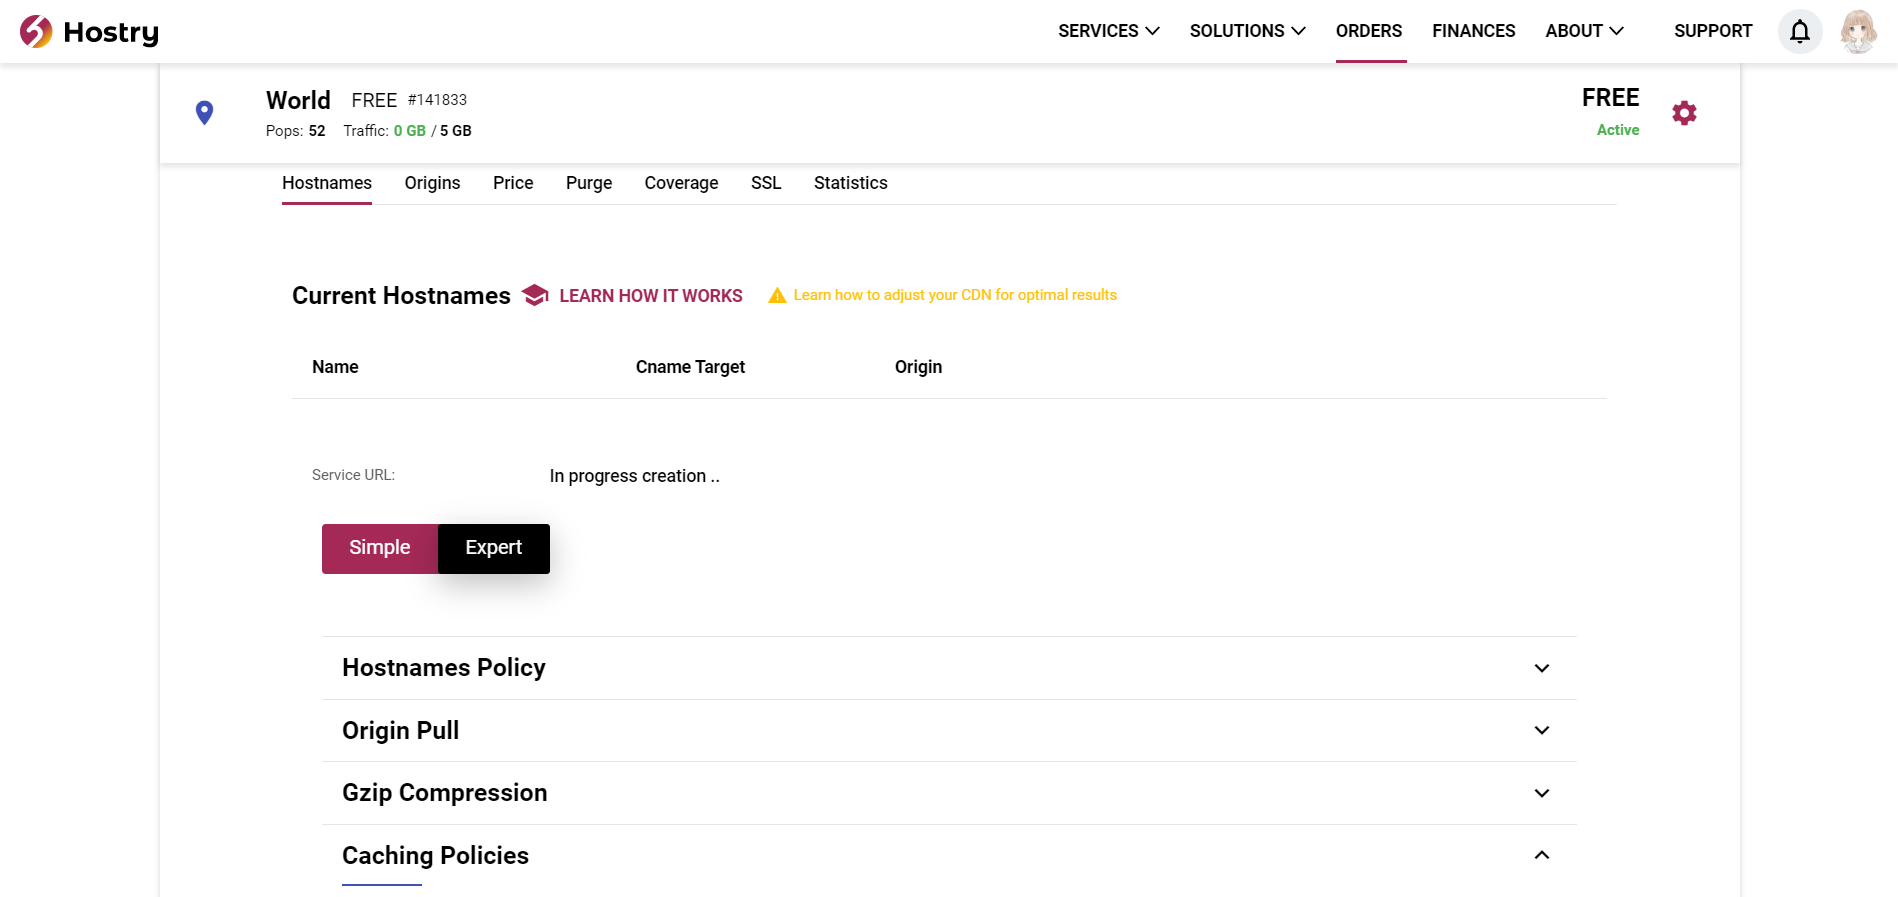 Hostry
SERVICES SOLUTIONS ORDERS FINANCES ABOUT SUPPORT
World FREE #141833
Pops: 52 Traffic: 0 GB / 5 GB
FREE
Active
Hostnames Origins Price Purge Coverage SSL Statistics
Current Hostnames LEARN HOW IT WORKS Learn how to adjust your CDN for optimal results
Name Cname Target Origin
Service URL: In progress creation ..
Simple Expert
Hostnames Policy
Origin Pull
Gzip Compression
Caching Policies